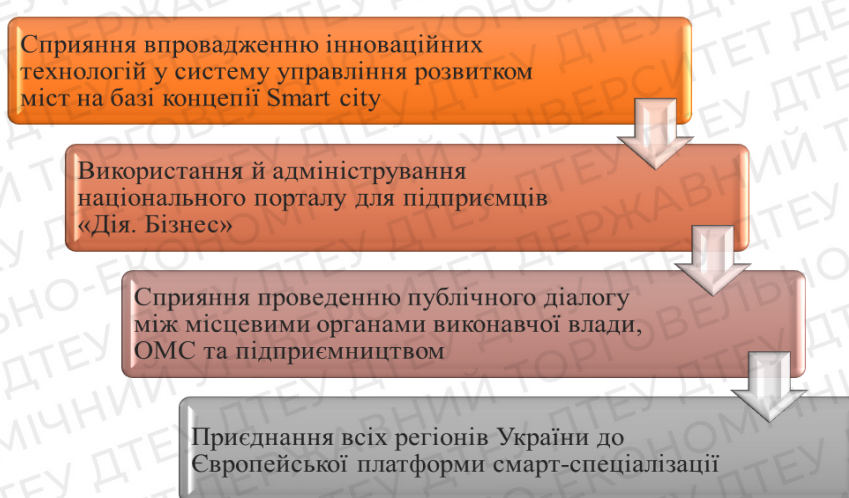 Сприяння впровадженню інноваційних
технологій у систему управління розвитком
міст на базі концепії Smart city
Використання й адміністрування
національного порталу для підприємців
«Дія. Бізнес»
Сприяння проведенню публічного діалогу
між місцевими органами виконавчої влади,
ОМС та підприємництвом
Приєднання всіх регіонів України до
Європейської платформи смарт-спеціалізації